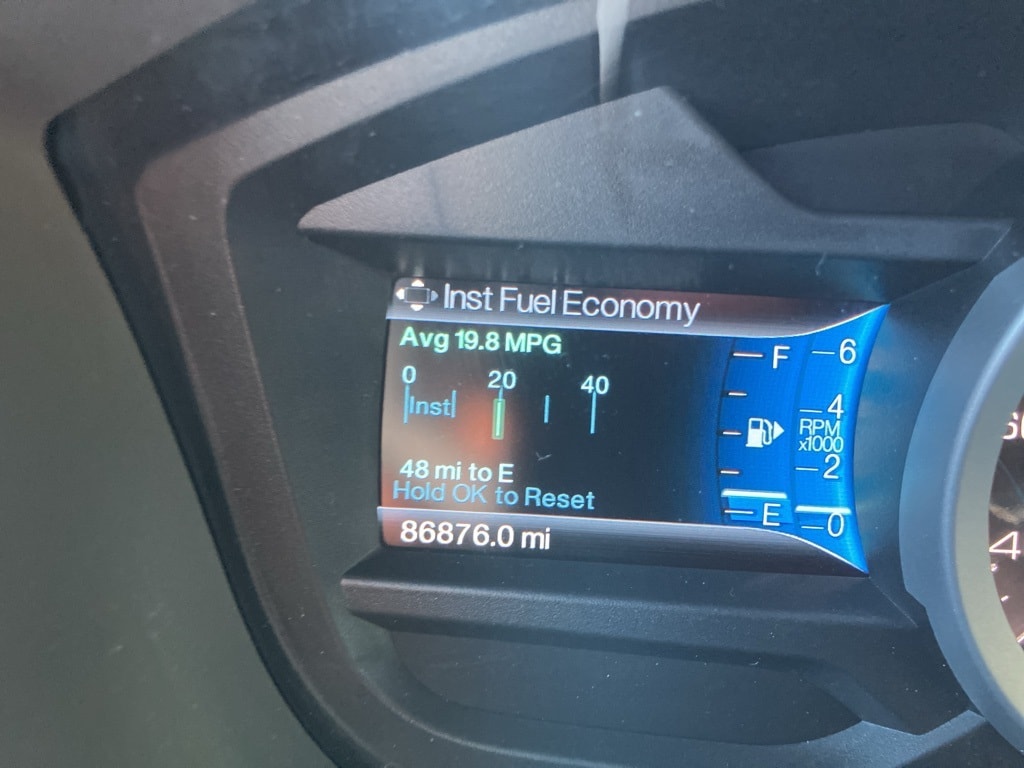 Inst Fuel Economy
Avg 19.8 MPG
0 20 40
Inst
48 mi to E
Hold OK to Reset
86876.0 mi
F
E
6
4
RPM
x1000
2
0
4